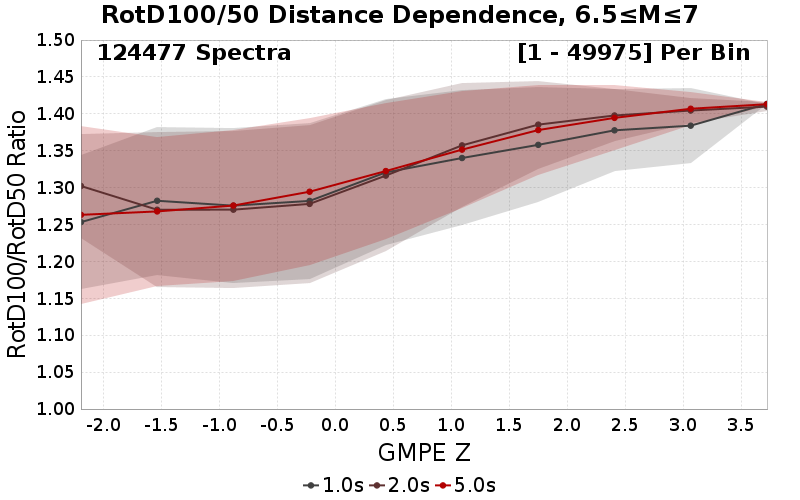 RotD100/50 Distance Dependence, 6.5≤M≤7
124477 Spectra
[1 - 49975] Per Bin
RotD100/RotD50 Ratio
1.50
1.45
1.40
1.35
1.30
1.25
1.20
1.15
1.10
1.05
1.00
-2.0 -1.5 -1.0 -0.5 0.0 0.5 1.0 1.5 2.0 2.5 3.0 3.5
GMPE Z
1.0s 2.0s 5.0s